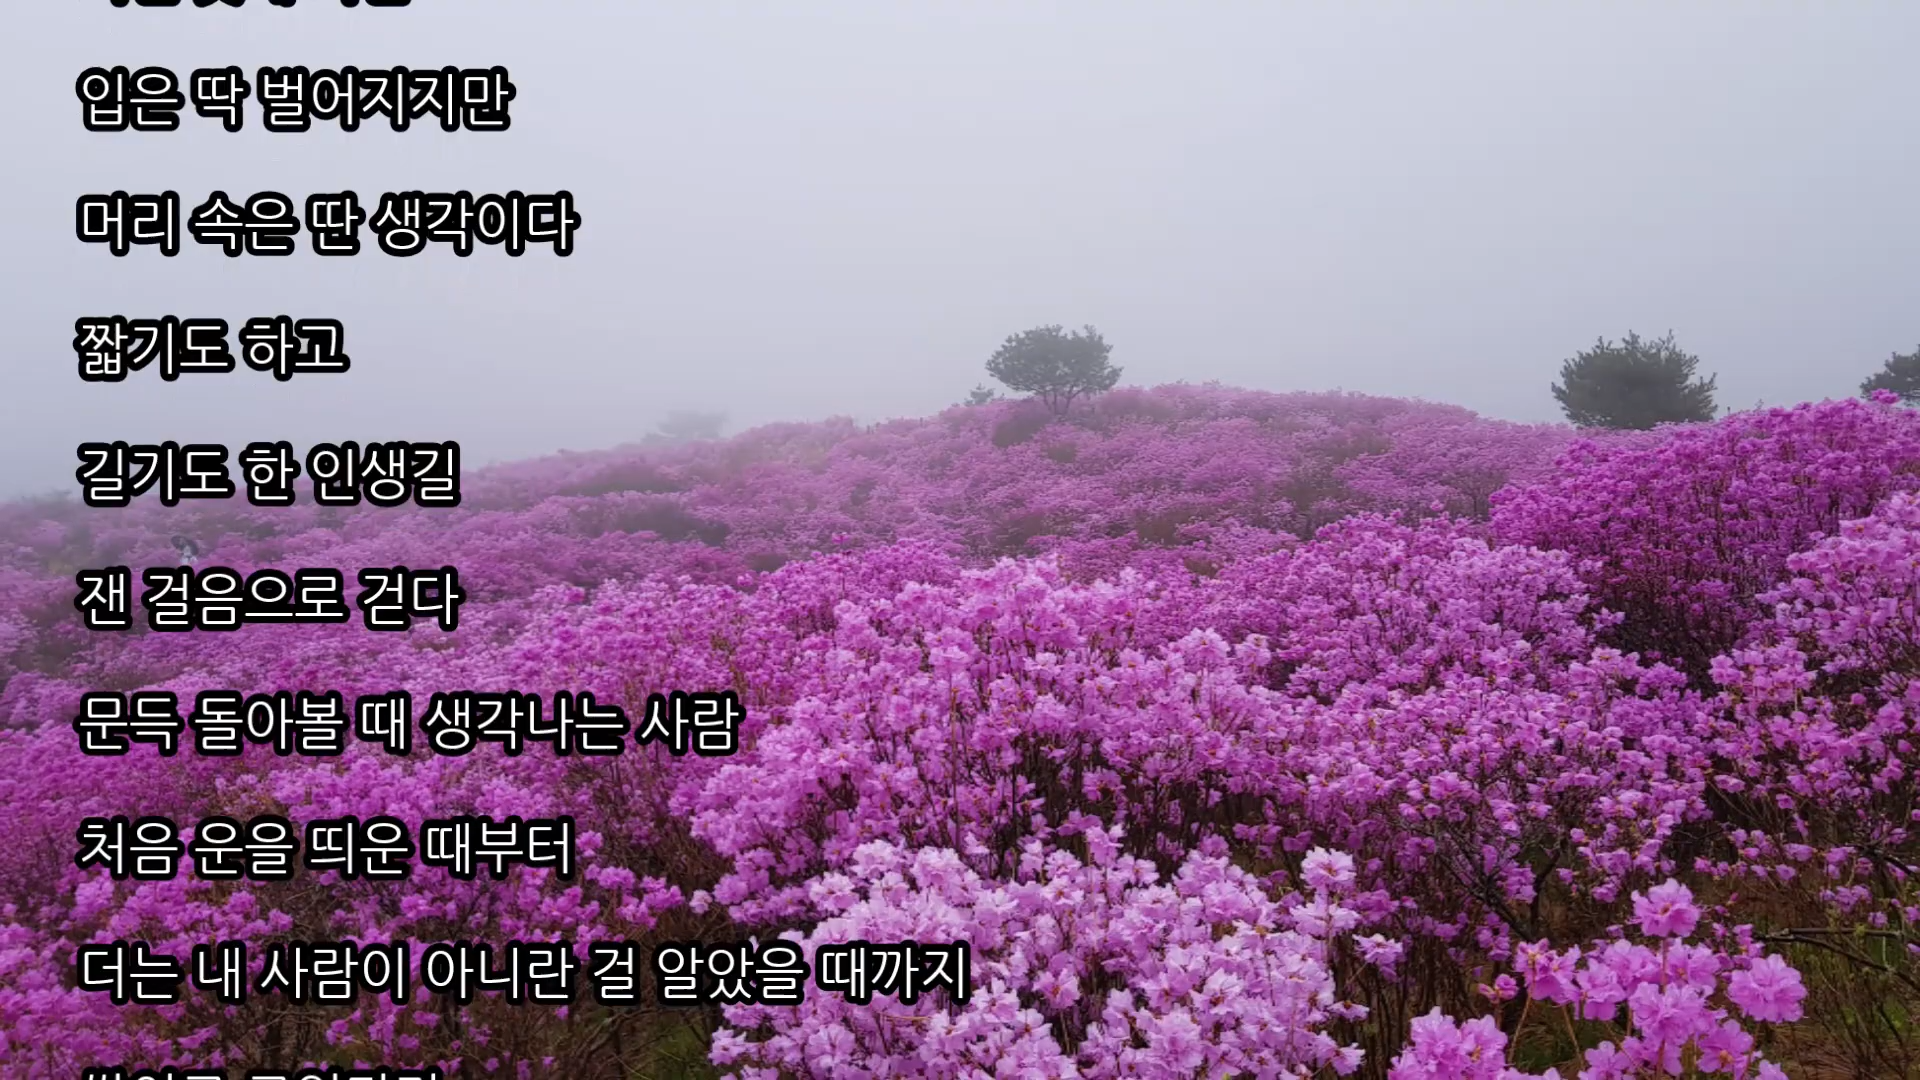 입은 딱 벌어지지만
머리 속은 딴 생각이다
짧기도 하고
길기도 한 인생길
잰 걸음으로 걷다
문득 돌아볼 때 생각나는 사람
처음 운을 띄운 때부터
더는 내 사람이 아니란 걸 알았을 때까지